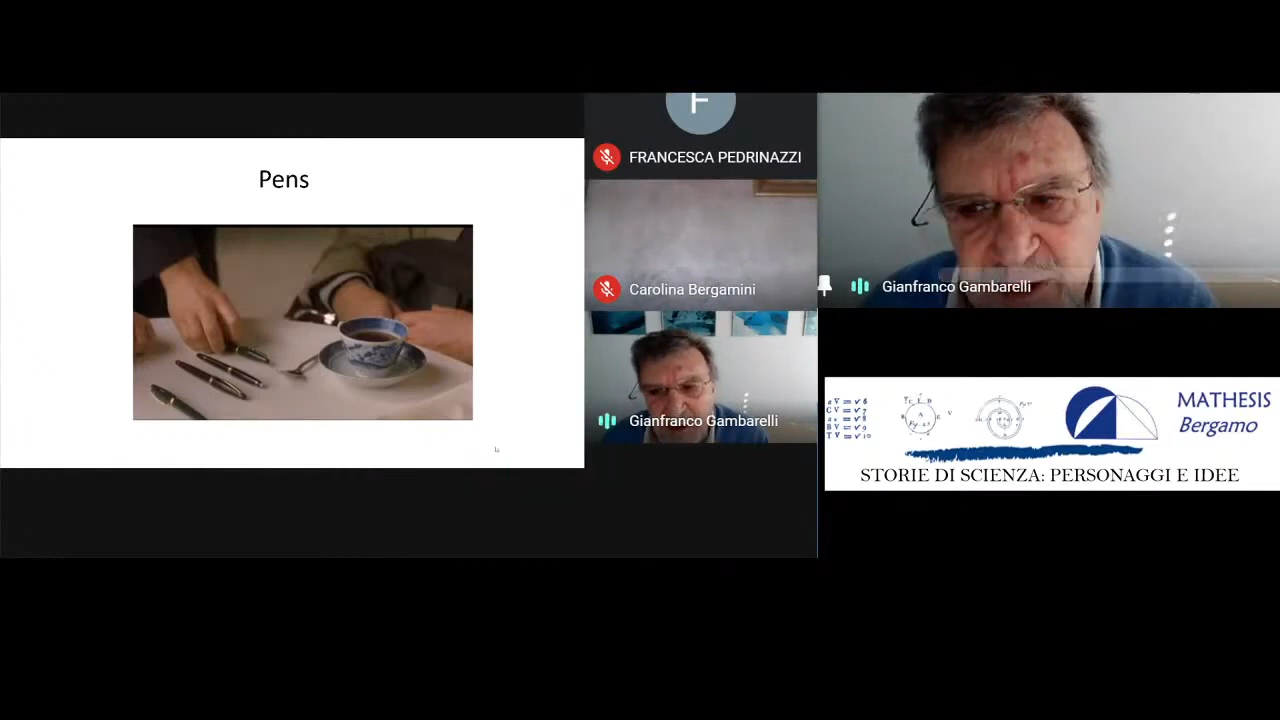 Pens
F
FRANCESCA PEDRINAZZI
Carolina Bergamini
Gianfranco Gambarelli
Gianfranco Gambarelli
MATHESIS
Bergamo
STORIE DI SCIENZA: PERSONAGGI E IDEE